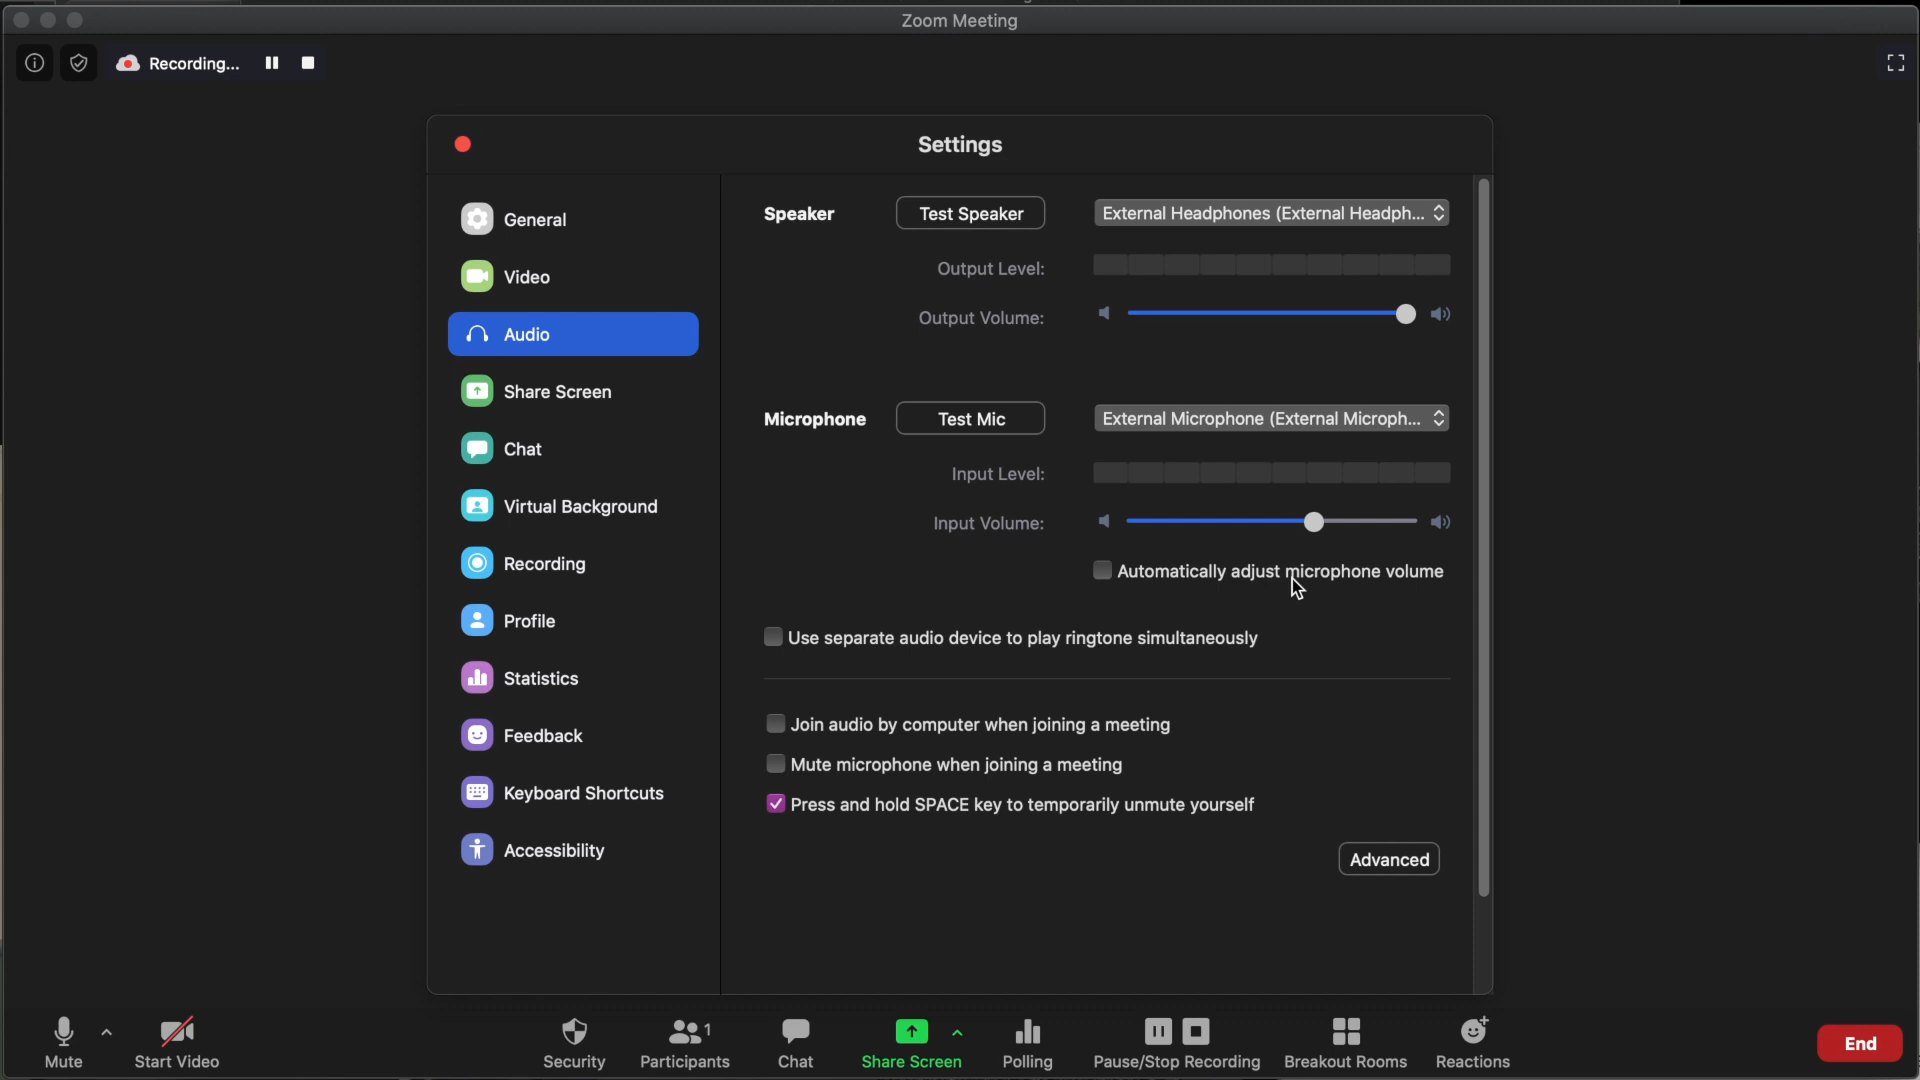 Zoom Meeting
Recording...
Settings
General
Video
Audio
Share Screen
Chat
Virtual Background
Recording
Profile
Statistics
Feedback
Keyboard Shortcuts
Accessibility
Speaker
Test Speaker
External Headphones (External Headph...
Output Level:
Output Volume:
Microphone
Test Mic
External Microphone (External Microph...
Input Level:
Input Volume:
Automatically adjust microphone volume
Use separate audio device to play ringtone simultaneously
Join audio by computer when joining a meeting
Mute microphone when joining a meeting
Press and hold SPACE key to temporarily unmute yourself
Advanced
Mute
Start Video
Security
1
Participants
Chat
Share Screen
Polling
Pause/Stop Recording
Breakout Rooms
Reactions
End